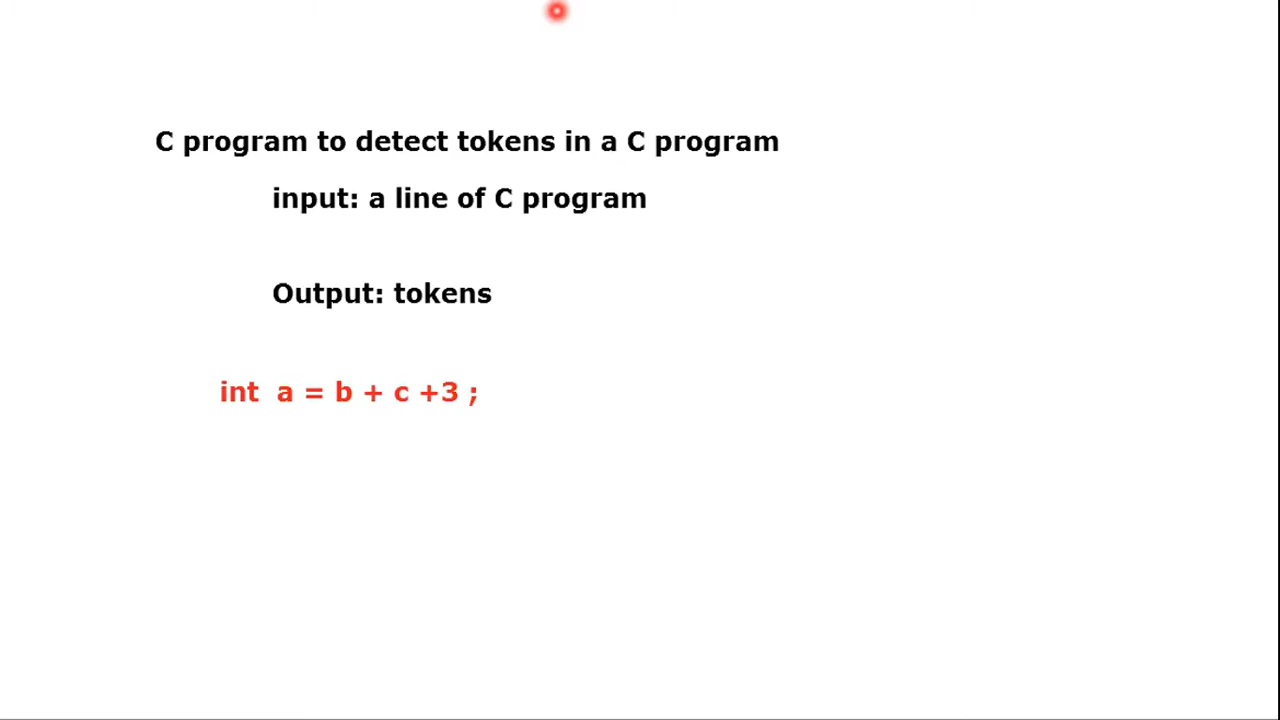 C program to detect tokens in a C program
input: a line of C program
Output: tokens
int  a = b + c +3 ;